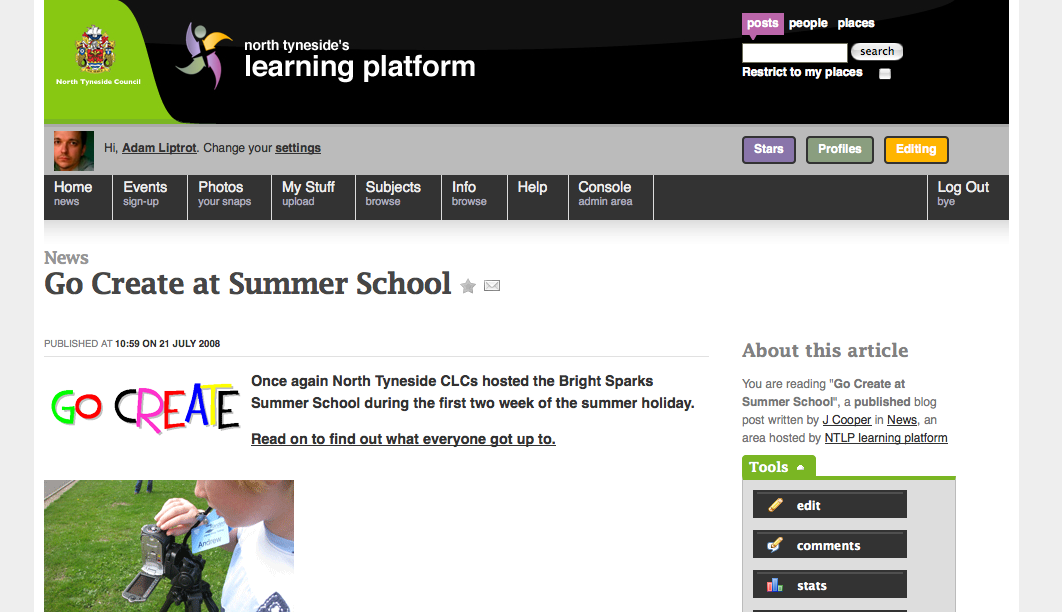 North Tyneside Council
north tyneside's
learning platform
posts people places
search
Restrict to my places
Hi, Adam Liptrot. Change your settings
Stars Profiles Editing
Home
news
Events
sign-up
Photos
your snaps
My Stuff
upload
Subjects
browse
Info
browse
Help
Console
admin area
Log Out
bye
News
Go Create at Summer School
PUBLISHED AT 10:59 ON 21 JULY 2008
GO CREATE
Once again North Tyneside CLCs hosted the Bright Sparks
Summer School during the first two week of the summer holiday.
Read on to find out what everyone got up to.
Andrew
About this article
You are reading "Go Create at
Summer School", a published blog
post written by J Cooper in News, an
area hosted by NTLP learning platform
Tools
edit
comments
stats